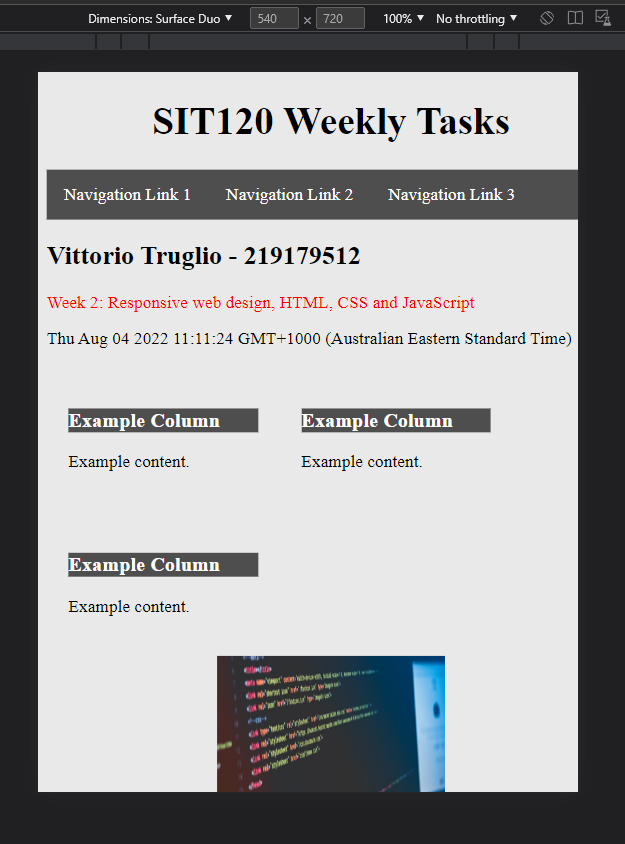 Dimensions: Surface Duo ▼ 540 × 720 100% ▼ No throttling ▼
SIT120 Weekly Tasks
Navigation Link 1 Navigation Link 2 Navigation Link 3
Vittorio Truglio - 219179512
Week 2: Responsive web design, HTML, CSS and JavaScript
Thu Aug 04 2022 11:11:24 GMT+1000 (Australian Eastern Standard Time)
Example Column Example Column
Example content. Example content.
Example Column
Example content.